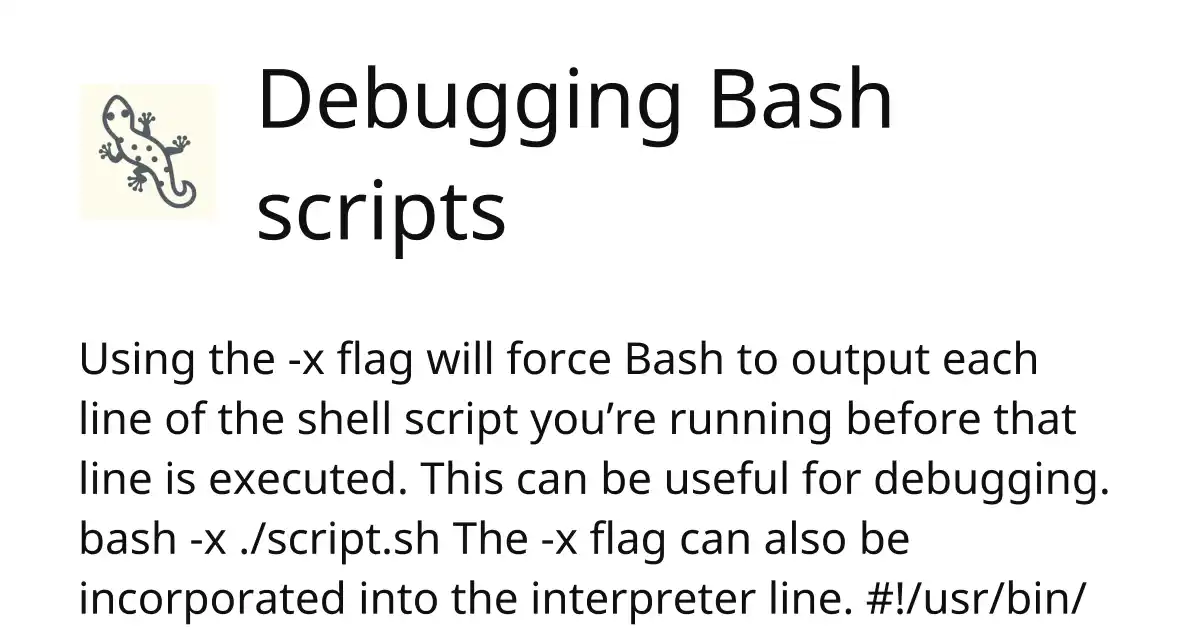 Debugging Bash
scripts
Using the -x flag will force Bash to output each
line of the shell script you’re running before that
line is executed. This can be useful for debugging.
bash -x ./script.sh The -x flag can also be
incorporated into the interpreter line. #!/usr/bin/